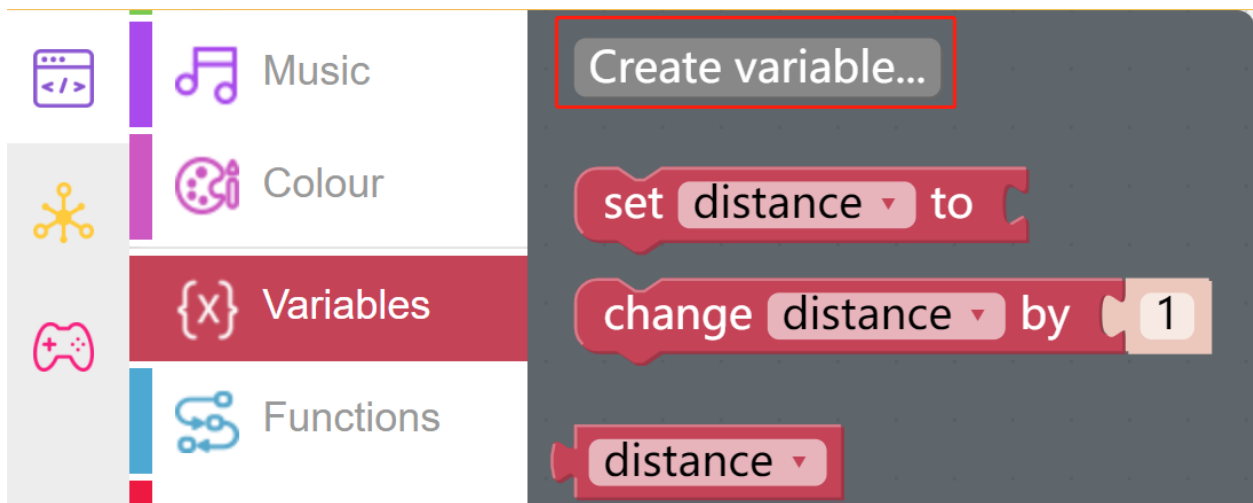 </>
Music
Colour
{x} Variables
Functions
Create variable...
set distance to
change distance by 1
distance